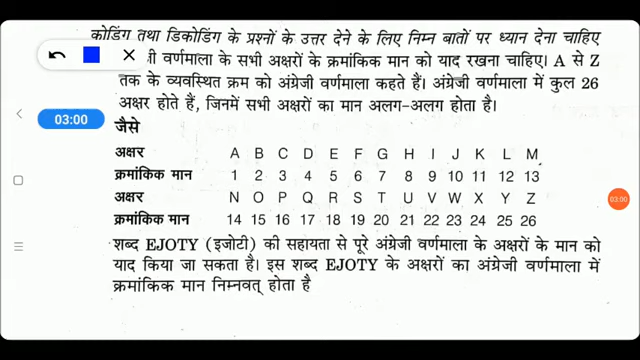 कोडिंग तथा डिकोडिंग के प्रश्नों के उत्तर देने के लिए निम्न बातों पर ध्यान देना चाहिए
वर्णमाला के सभी अक्षरों के क्रमांकिक मान को याद रखना चाहिए। A से Z
तक के व्यवस्थित क्रम को अंग्रेजी वर्णमाला कहते हैं। अंग्रेजी वर्णमाला में कुल 26
अक्षर होते हैं, जिनमें सभी अक्षरों का मान अलग-अलग होता है।
03:00
जैसे
अक्षर A B C D E F G H I J K L M
क्रमांकिक मान 1 2 3 4 5 6 7 8 9 10 11 12 13
अक्षर N O P Q R S T U V W X Y Z
क्रमांकिक मान 14 15 16 17 18 19 20 21 22 23 24 25 26
03:00
शब्द EJOTY (इजोटी) की सहायता से पूरे अंग्रेजी वर्णमाला के अक्षरों के मान को
याद किया जा सकता है। इस शब्द EJOTY के अक्षरों का अंग्रेजी वर्णमाला में
क्रमांकिक मान निम्नवत् होता है